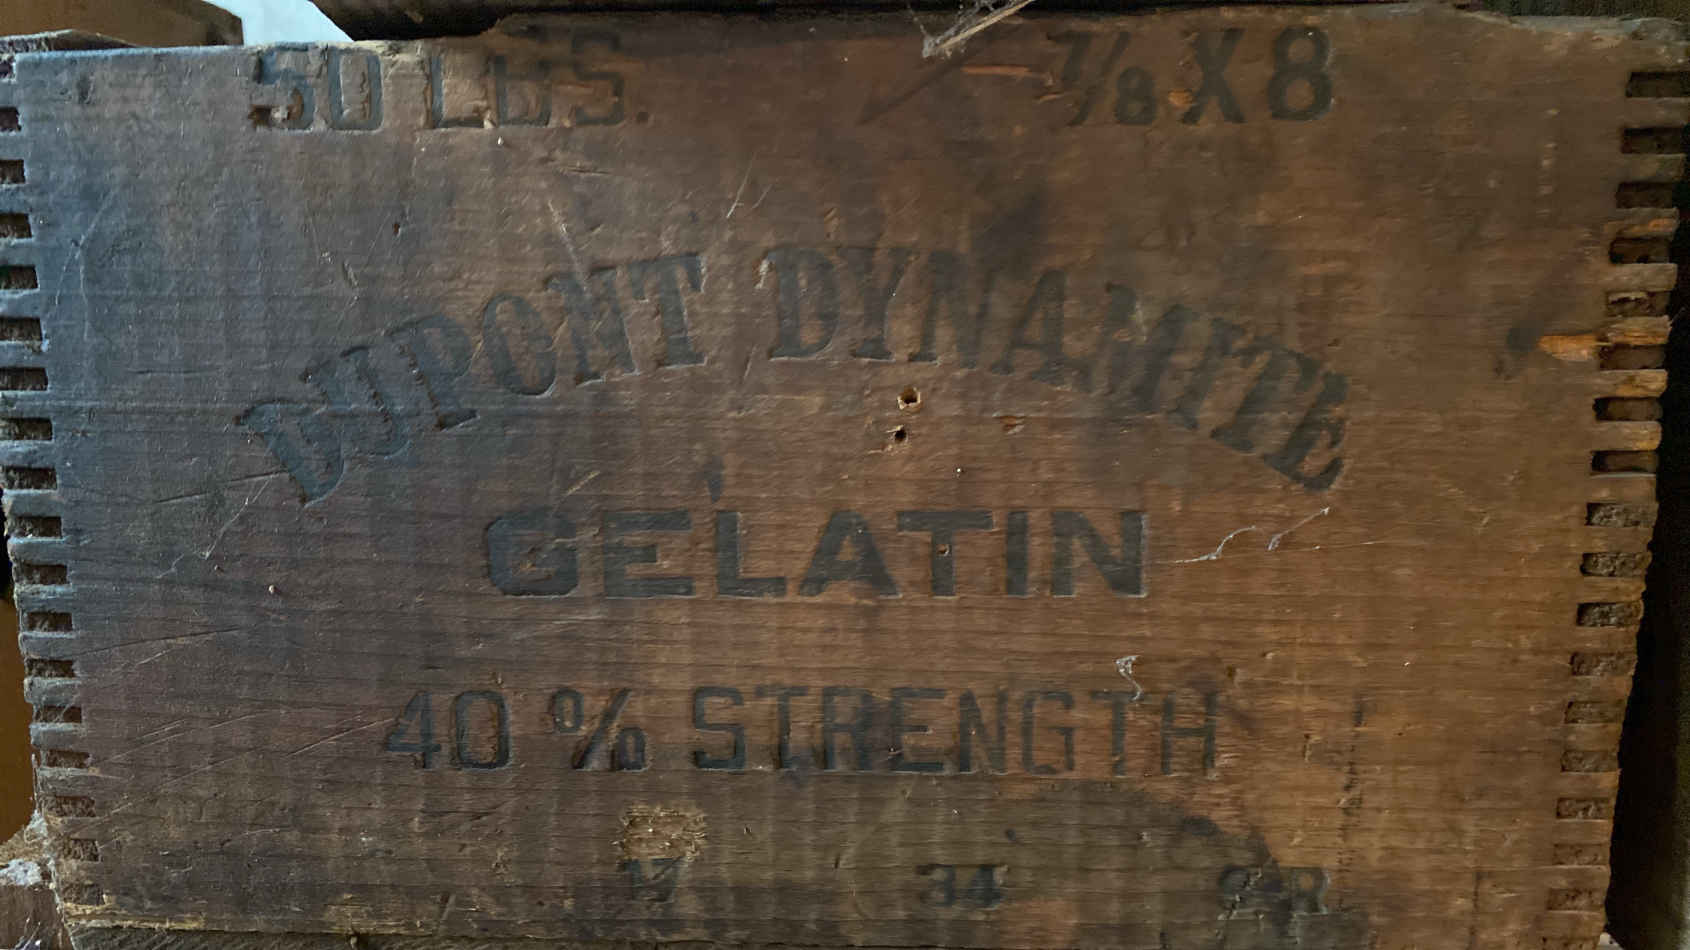 50 LBS. 7/8 X 8
DUPONT DYNAMITE
GELATIN
40 % STRENGTH
34